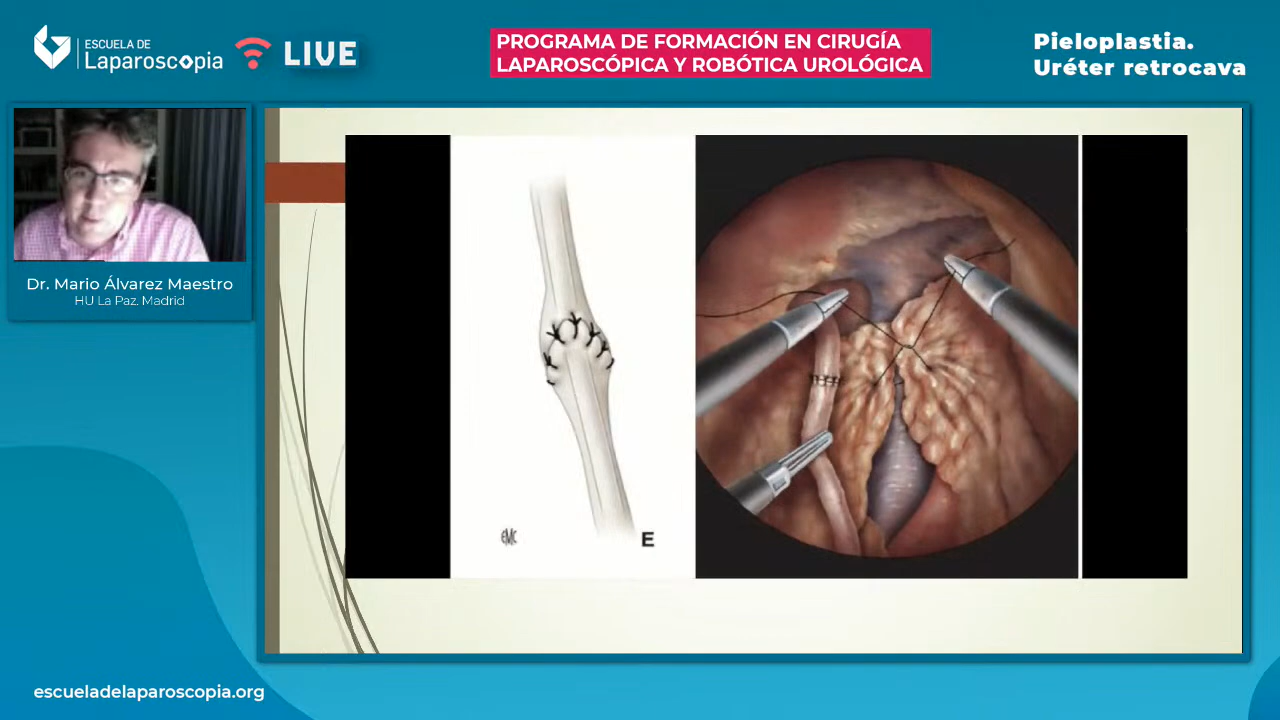 ESCUELA DE
Laparoscopia
LIVE
PROGRAMA DE FORMACIÓN EN CIRUGÍA
LAPAROSCÓPICA Y ROBÓTICA UROLÓGICA
Pieloplastia.
Uréter retrocava
Dr. Mario Álvarez Maestro
HU La Paz. Madrid
EMC
E
escueladelaparoscopia.org